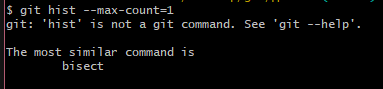 $ git hist --max-count=1
git: 'hist' is not a git command. See 'git --help'.
The most similar command is
bisect